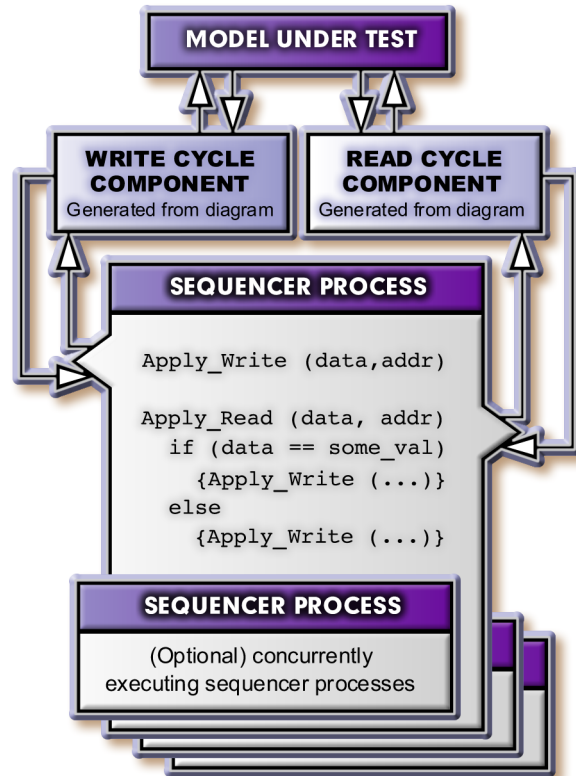 MODEL UNDER TEST
WRITE CYCLE
COMPONENT
Generated from diagram
READ CYCLE
COMPONENT
Generated from diagram
SEQUENCER PROCESS
Apply_Write (data,addr)
Apply_Read (data, addr)
if (data == some_val)
{Apply_Write (...)}
else
{Apply_Write (...)}
SEQUENCER PROCESS
(Optional) concurrently
executing sequencer processes